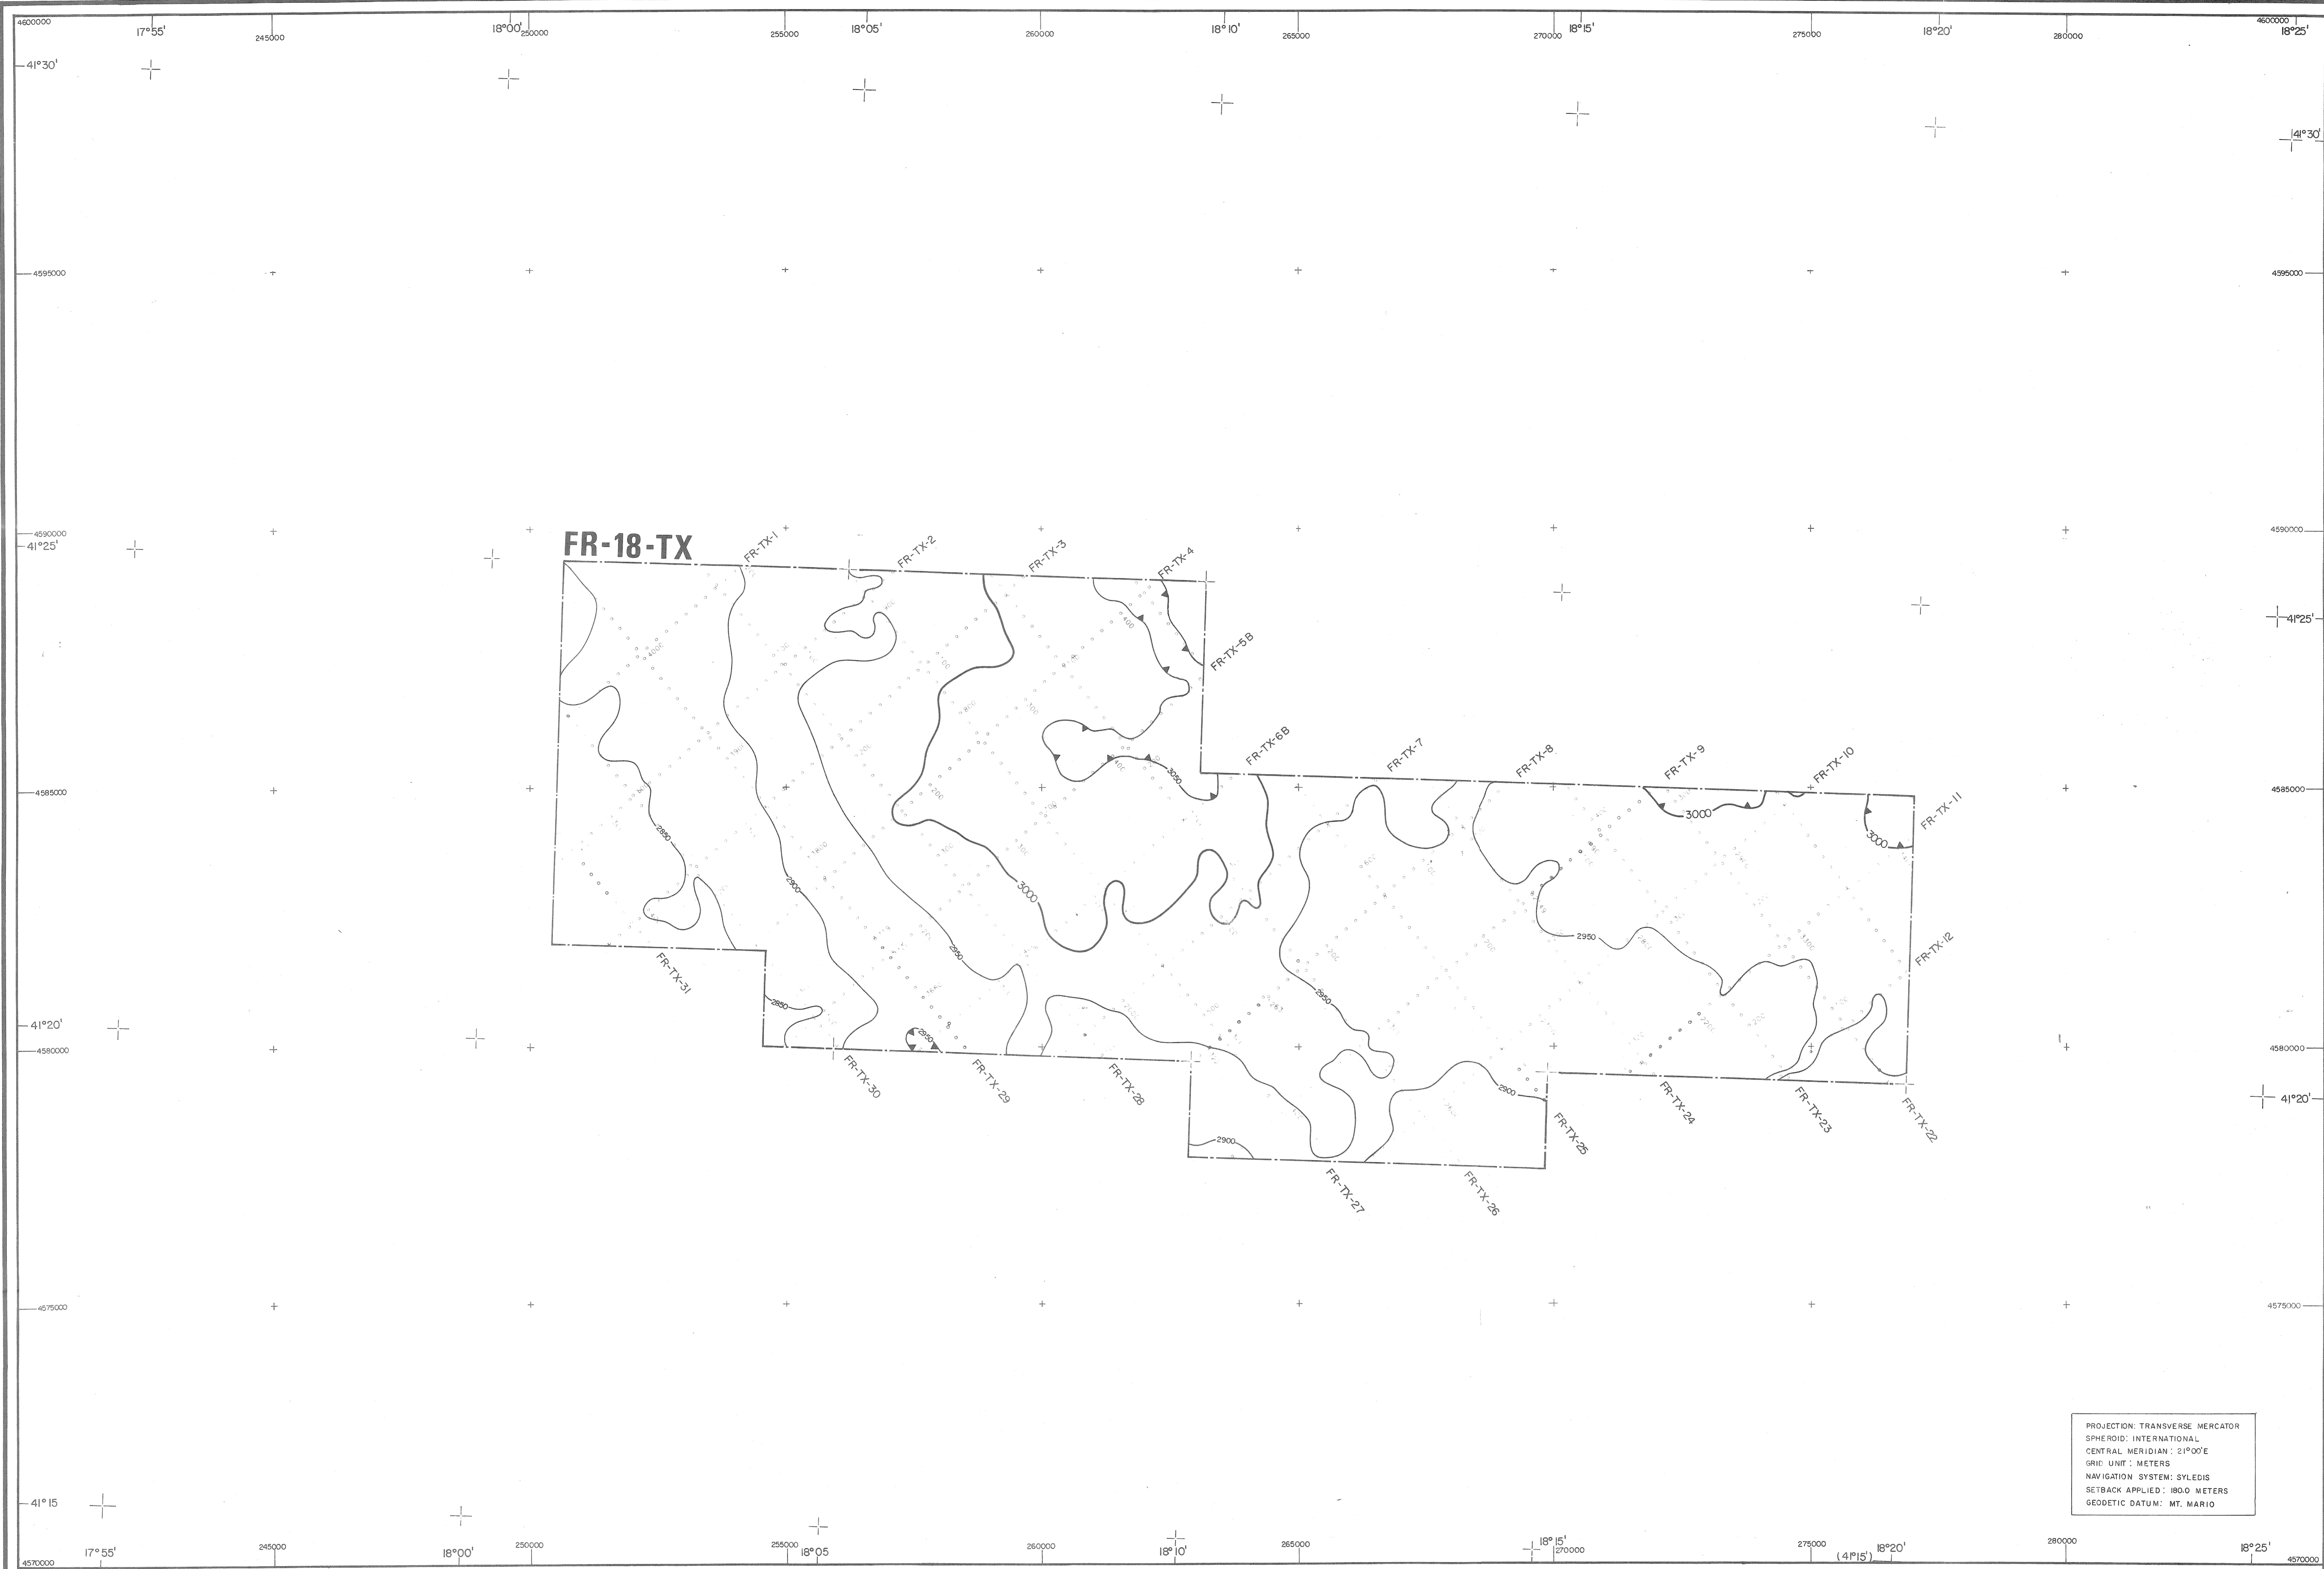 4600000
17°55'
245000
18°00'
250000
255000
18°05'
260000
18°10'
265000
270000
18°15'
275000
18°20'
280000
4600000
18°25'
41°30'
41°30'
4595000
4595000
4590000
4590000
41°25'
41°25'
FR-18-TX
FR-TX-1
FR-TX-2
FR-TX-3
FR-TX-4
FR-TX-5B
FR-TX-6B
FR-TX-7
FR-TX-8
FR-TX-9
FR-TX-10
FR-TX-11
FR-TX-12
400
3050
4585000
4585000
3000
3000
2850
2900
3000
2950
2950
2950
2850
2950
FR-TX-31
41°20'
4580000
4580000
FR-TX-30
FR-TX-29
FR-TX-28
2900
2900
FR-TX-27
FR-TX-26
FR-TX-25
FR-TX-24
FR-TX-23
FR-TX-22
41°20'
4575000
4575000
PROJECTION: TRANSVERSE MERCATOR
SPHEROID: INTERNATIONAL
CENTRAL MERIDIAN: 21°00'E
GRID UNIT: METERS
NAVIGATION SYSTEM: SYLEDIS
SETBACK APPLIED: 180.0 METERS
GEODETIC DATUM: MT. MARIO
41°15
4570000
17°55'
245000
18°00'
250000
255000
18°05
260000
18°10'
265000
18°15'
270000
275000
(41°15')
18°20'
280000
18°25'
4570000